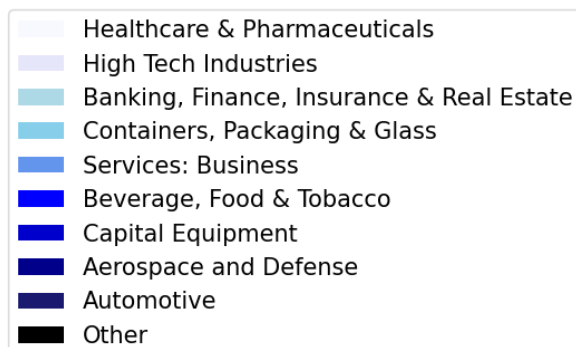 Healthcare & Pharmaceuticals
High Tech Industries
Banking, Finance, Insurance & Real Estate
Containers, Packaging & Glass
Services: Business
Beverage, Food & Tobacco
Capital Equipment
Aerospace and Defense
Automotive
Other